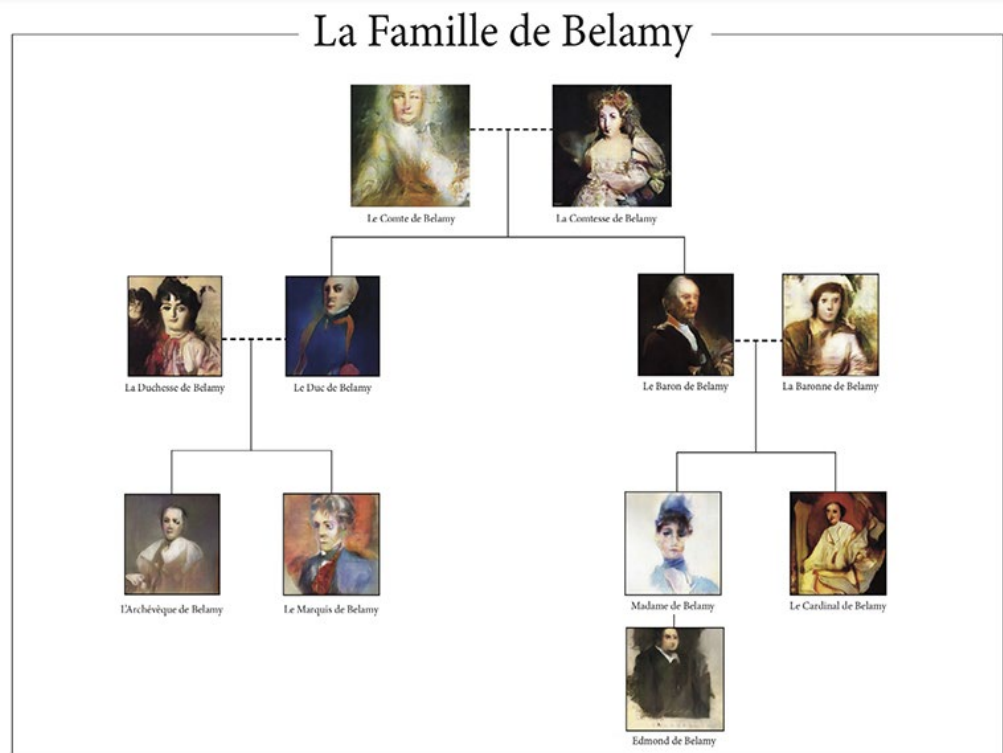 La Famille de Belamy
Le Comte de Belamy
La Comtesse de Belamy
La Duchesse de Belamy
Le Duc de Belamy
Le Baron de Belamy
La Baronne de Belamy
l'Archévêque de Belamy
Le Marquis de Belamy
Madame de Belamy
Le Cardinal de Belamy
Edmond de Belamy